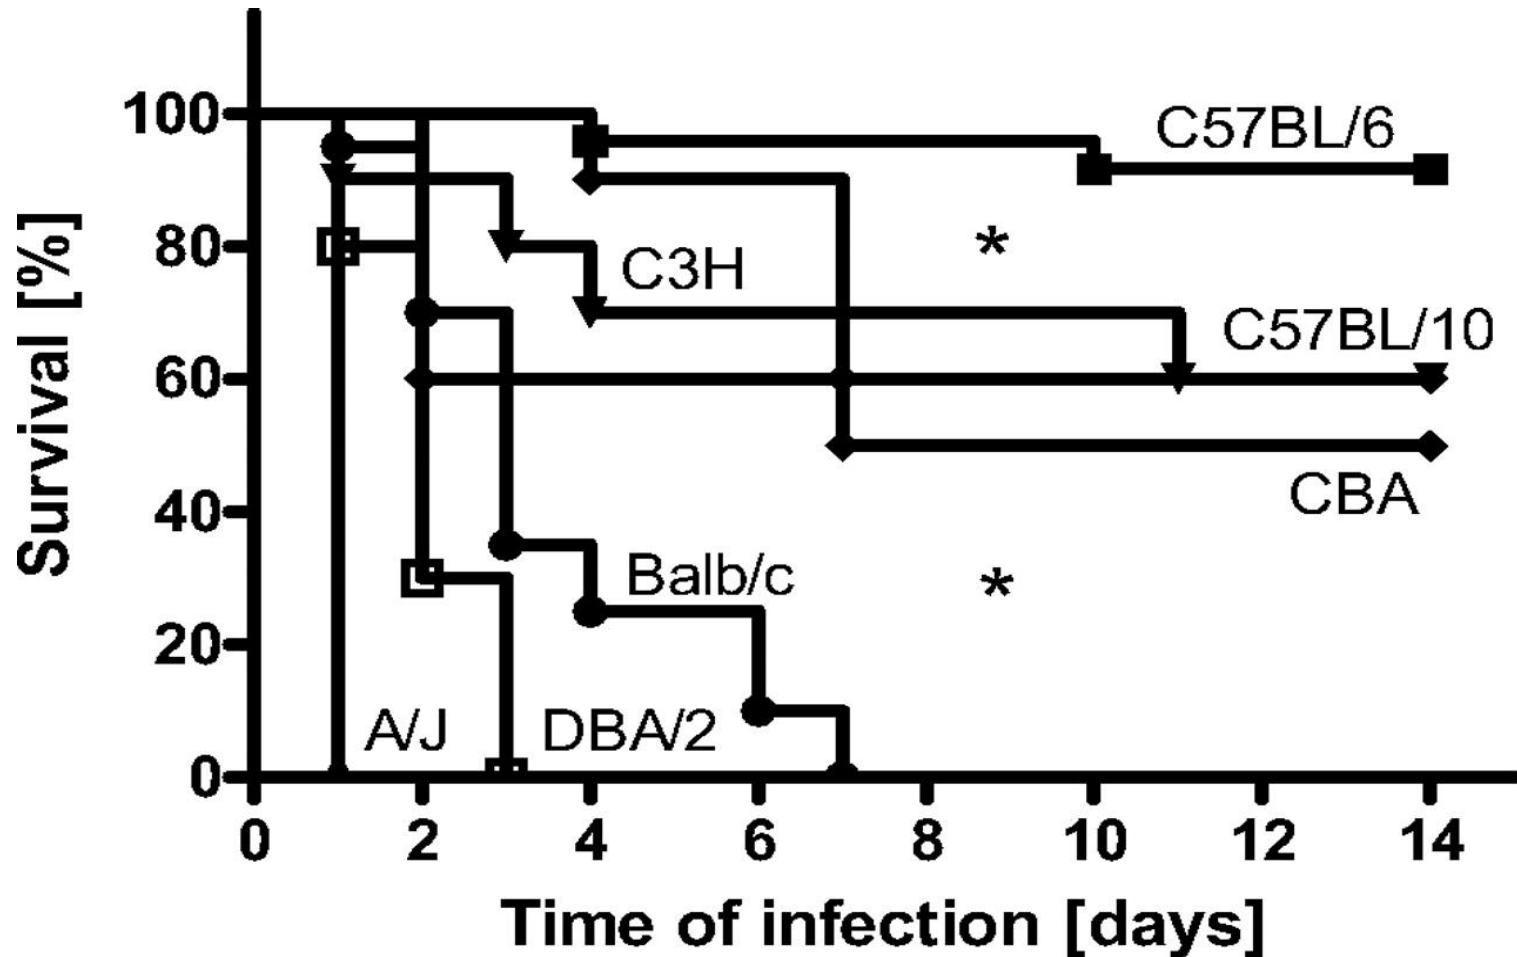 Survival [%]
100
80
60
40
20
0
C57BL/6
*
C3H
C57BL/10
CBA
Balb/c
*
A/J
DBA/2
0 2 4 6 8 10 12 14
Time of infection [days]